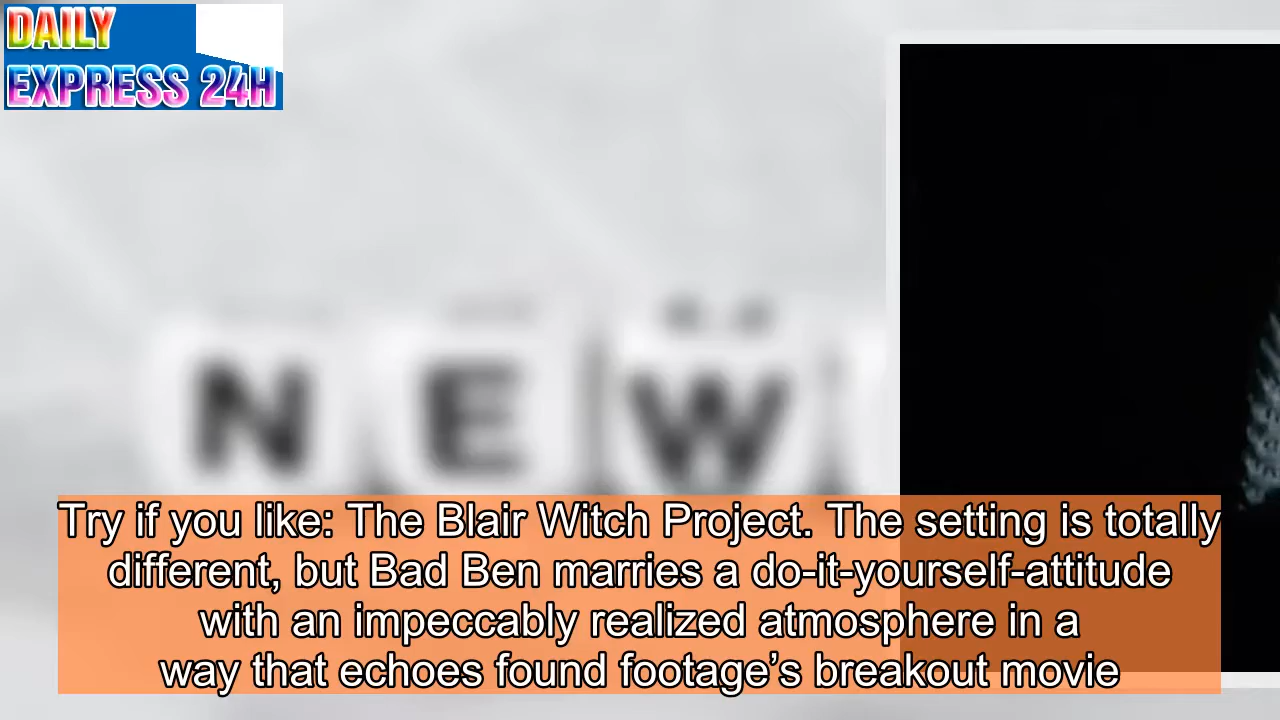 DAILY
EXPRESS 24H
NEW
Try if you like: The Blair Witch Project. The setting is totally
different, but Bad Ben marries a do-it-yourself-attitude
with an impeccably realized atmosphere in a
way that echoes found footage’s breakout movie